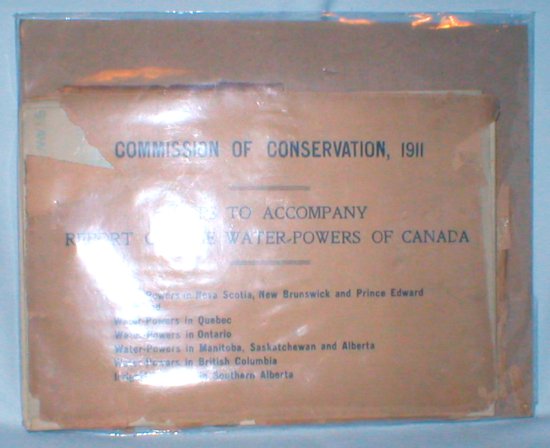 COMMISSION OF CONSERVATION, 1911
TO ACCOMPANY
REPORT WATER-POWERS OF CANADA
Powers in Nova Scotia, New Brunswick and Prince Edward
Water-Powers in Quebec
Water-Powers in Ontario
Water-Powers in Manitoba, Saskatchewan and Alberta
Water-Powers in British Columbia
in Southern Alberta